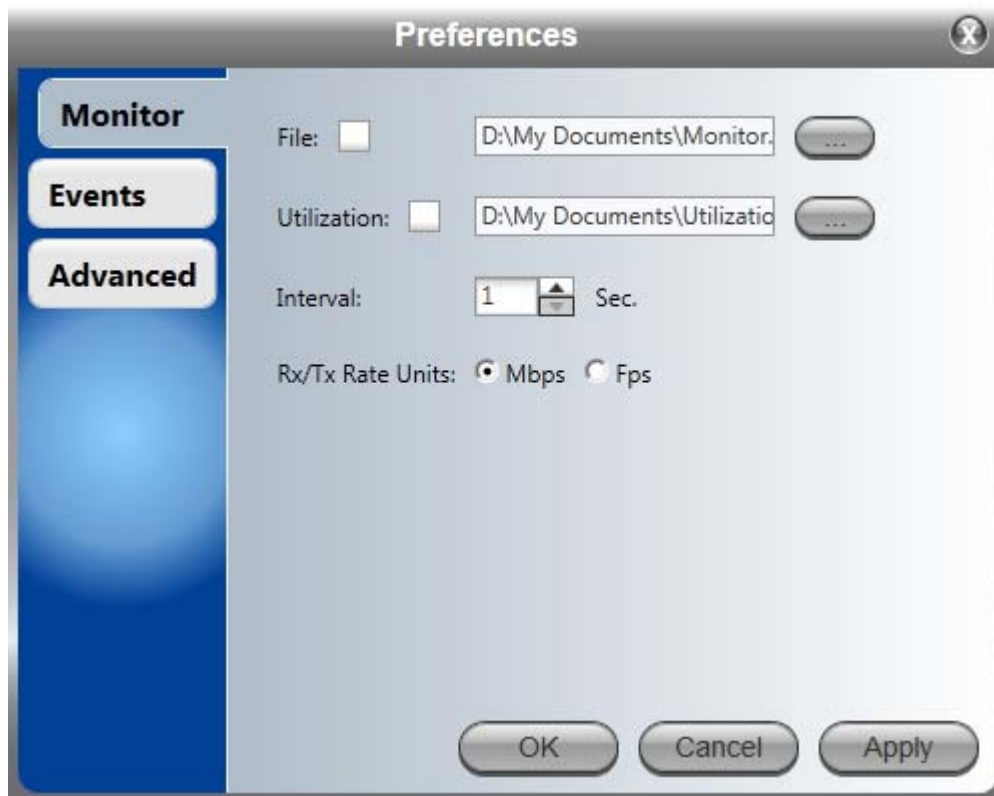 Preferences
X
Monitor
Events
Advanced
File:
D:\My Documents\Monitor.
...
Utilization:
D:\My Documents\Utilizatio
...
Interval:
1
Sec.
Rx/Tx Rate Units: Mbps Fps
OK Cancel Apply